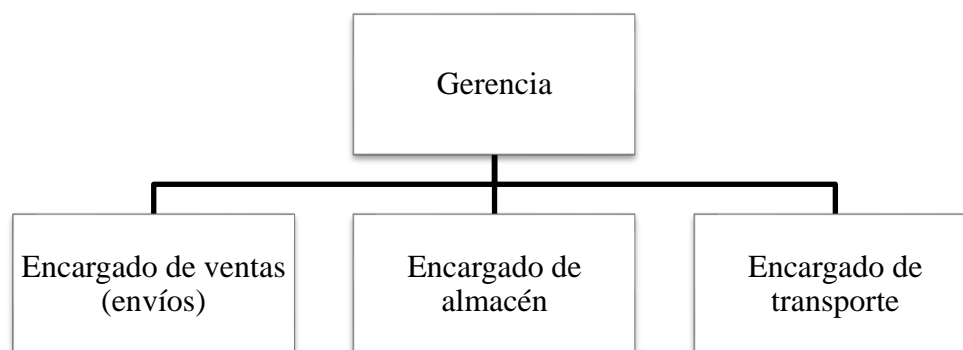 Gerencia
Encargado de ventas
(envíos)
Encargado de
almacén
Encargado de
transporte